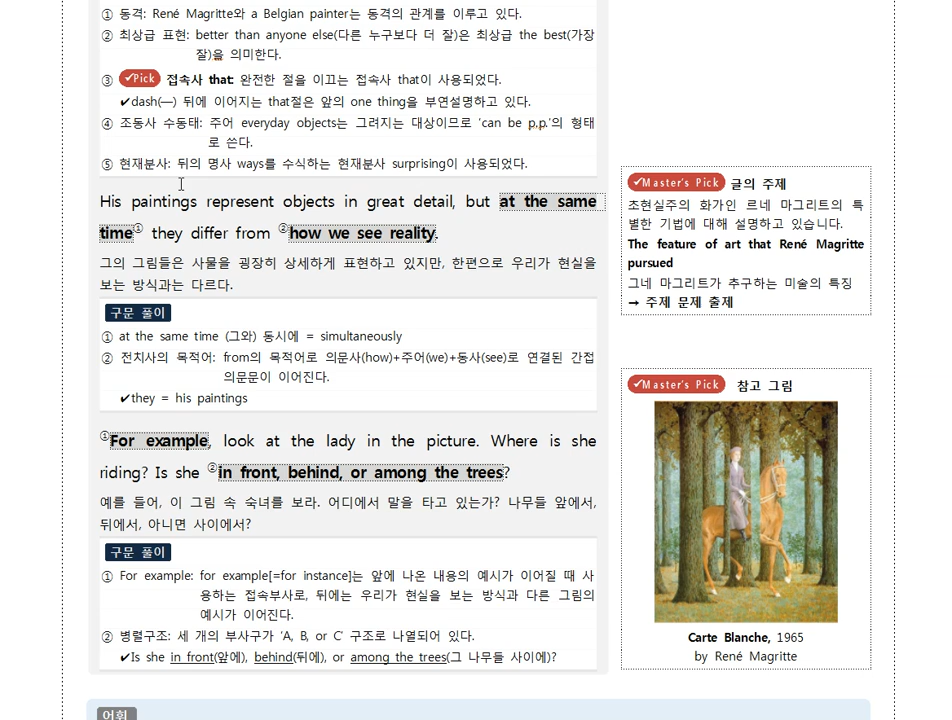 ① 동격: René Magritte와 a Belgian painter는 동격의 관계를 이루고 있다.
② 최상급 표현: better than anyone else(다른 누구보다 더 잘)은 최상급 the best(가장
잘)을 의미한다.
③ ✔Pick 접속사 that: 완전한 절을 이끄는 접속사 that이 사용되었다.
✔dash(—) 뒤에 이어지는 that절은 앞의 one thing을 부연설명하고 있다.
④ 조동사 수동태: 주어 everyday objects는 그려지는 대상이므로 ‘can be p.p.’의 형태
로 쓴다.
⑤ 현재분사: 뒤의 명사 ways를 수식하는 현재분사 surprising이 사용되었다.
His paintings represent objects in great detail, but at the same
time① they differ from ②how we see reality.
그의 그림들은 사물을 굉장히 상세하게 표현하고 있지만, 한편으로 우리가 현실을
보는 방식과는 다르다.
구문 풀이
① at the same time (그와) 동시에 = simultaneously
② 전치사의 목적어: from의 목적어로 의문사(how)+주어(we)+동사(see)로 연결된 간접
의문문이 이어진다.
✔they = his paintings
①For example, look at the lady in the picture. Where is she
riding? Is she ②in front, behind, or among the trees?
예를 들어, 이 그림 속 숙녀를 보라. 어디에서 말을 타고 있는가? 나무들 앞에서,
뒤에서, 아니면 사이에서?
구문 풀이
① For example: for example[=for instance]는 앞에 나온 내용의 예시가 이어질 때 사
용하는 접속부사로, 뒤에는 우리가 현실을 보는 방식과 다른 그림의
예시가 이어진다.
② 병렬구조: 세 개의 부사구가 ‘A, B, or C’ 구조로 나열되어 있다.
✔Is she in front(앞에), behind(뒤에), or among the trees(그 나무들 사이에)?
어휘
✔Master's Pick 글의 주제
초현실주의 화가인 르네 마그리트의 특
별한 기법에 대해 설명하고 있습니다.
The feature of art that René Magritte
pursued
그네 마그리트가 추구하는 미술의 특징
→ 주제 문제 출제
✔Master's Pick 참고 그림
Carte Blanche, 1965
by René Magritte